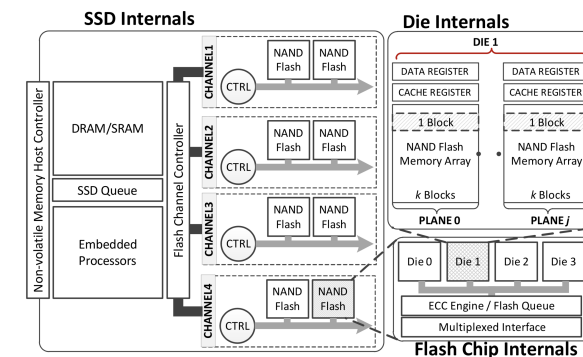 SSD Internals
Non-volatile Memory Host Controller
DRAM/SRAM
SSD Queue
Embedded
Processors
Flash Channel Controller
CHANNEL1
CTRL
NAND
Flash
NAND
Flash
CHANNEL2
CTRL
NAND
Flash
NAND
Flash
CHANNEL3
CTRL
NAND
Flash
NAND
Flash
CHANNEL4
CTRL
NAND
Flash
NAND
Flash
Die Internals
DIE 1
DATA REGISTER
CACHE REGISTER
1 Block
NAND Flash
Memory Array
k Blocks
PLANE 0
DATA REGISTER
CACHE REGISTER
1 Block
NAND Flash
Memory Array
k Blocks
PLANE j
Die 0
Die 1
Die 2
Die 3
ECC Engine / Flash Queue
Multiplexed Interface
Flash Chip Internals